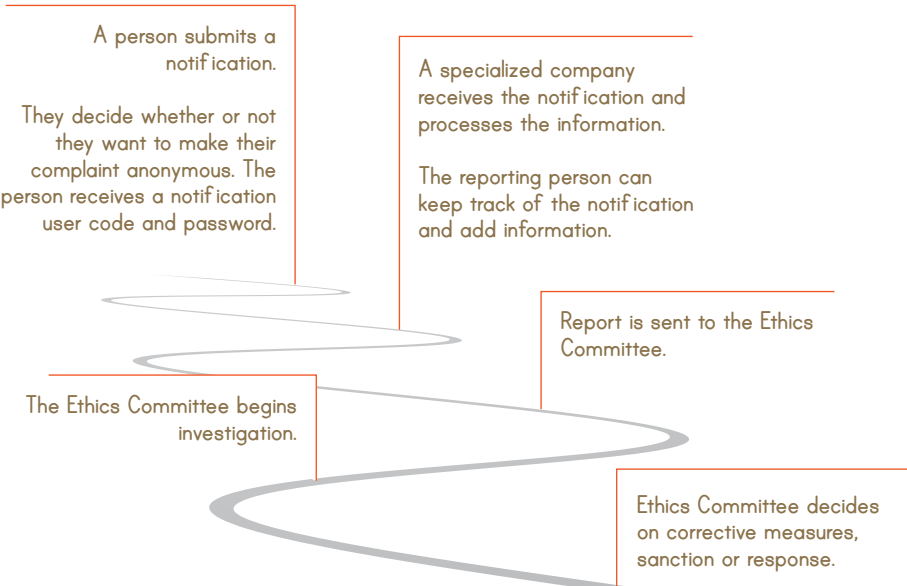 A person submits a
notification.
They decide whether or not
they want to make their
complaint anonymous. The
person receives a notification
user code and password.
A specialized company
receives the notification and
processes the information.
The reporting person can
keep track of the notification
and add information.
Report is sent to the Ethics
Committee.
The Ethics Committee begins
investigation.
Ethics Committee decides
on corrective measures,
sanction or response.